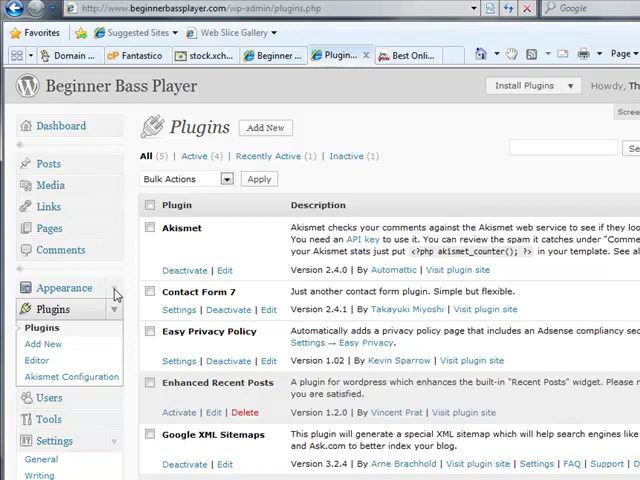 http://www.beginnerbassplayer.com/wp-admin/plugins.php
Google
Favorites
Suggested Sites
Web Slice Gallery
Domain ...
Fantastico
stock.xch...
Beginner ...
Plugin...
Best Onli...
Page
Beginner Bass Player
Install Plugins
Howdy, Th
Scree
Dashboard
Posts
Media
Links
Pages
Comments
Appearance
Plugins
Plugins
Add New
Editor
Akismet Configuration
Users
Tools
Settings
General
Writing
Plugins
Add New
All (5) | Active (4) | Recently Active (1) | Inactive (1)
Se
Bulk Actions
Apply
Plugin Description
Akismet
Akismet checks your comments against the Akismet web service to see if they loo
You need an API key to use it. You can review the spam it catches under "Comme
your Akismet stats just put <?php akismet_counter(); ?> in your template. See al
Deactivate | Edit
Version 2.4.0 | By Automattic | Visit plugin site
Contact Form 7
Just another contact form plugin. Simple but flexible.
Settings | Deactivate | Edit
Version 2.4.1 | By Takayuki Miyoshi | Visit plugin site
Easy Privacy Policy
Automatically adds a privacy policy page that includes an Adsense compliancy sec
Settings → Easy Privacy.
Settings | Deactivate | Edit
Version 1.02 | By Kevin Sparrow | Visit plugin site
Enhanced Recent Posts
A plugin for wordpress which enhances the built-in "Recent Posts" widget. Please r
you are satisfied.
Activate | Edit | Delete
Version 1.2.0 | By Vincent Prat | Visit plugin site
Google XML Sitemaps
This plugin will generate a special XML sitemap which will help search engines like
and Ask.com to better index your blog.
Deactivate | Edit
Version 3.2.4 | By Arne Brachhold | Visit plugin site | Settings | FAQ | Support | D